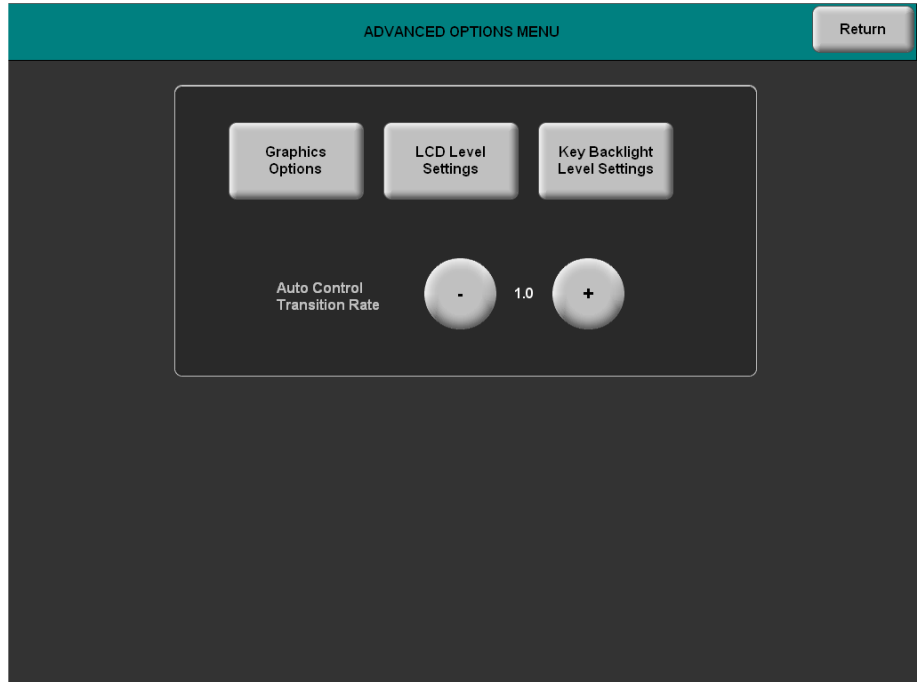 ADVANCED OPTIONS MENU
Return
Graphics
Options
LCD Level
Settings
Key Backlight
Level Settings
Auto Control
Transition Rate
-
1.0
+